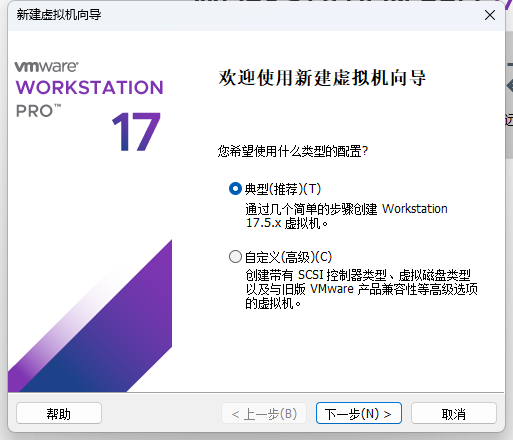 新建虚拟机向导
vmware®
WORKSTATION
PRO™
17
欢迎使用新建虚拟机向导
您希望使用什么类型的配置?
典型(推荐)(T)
通过几个简单的步骤创建 Workstation
17.5.x 虚拟机。
自定义(高级)(C)
创建带有 SCSI 控制器类型、虚拟磁盘类型
以及与旧版 VMware 产品兼容性等高级选项
的虚拟机。
帮助
< 上一步(B)
下一步(N) >
取消